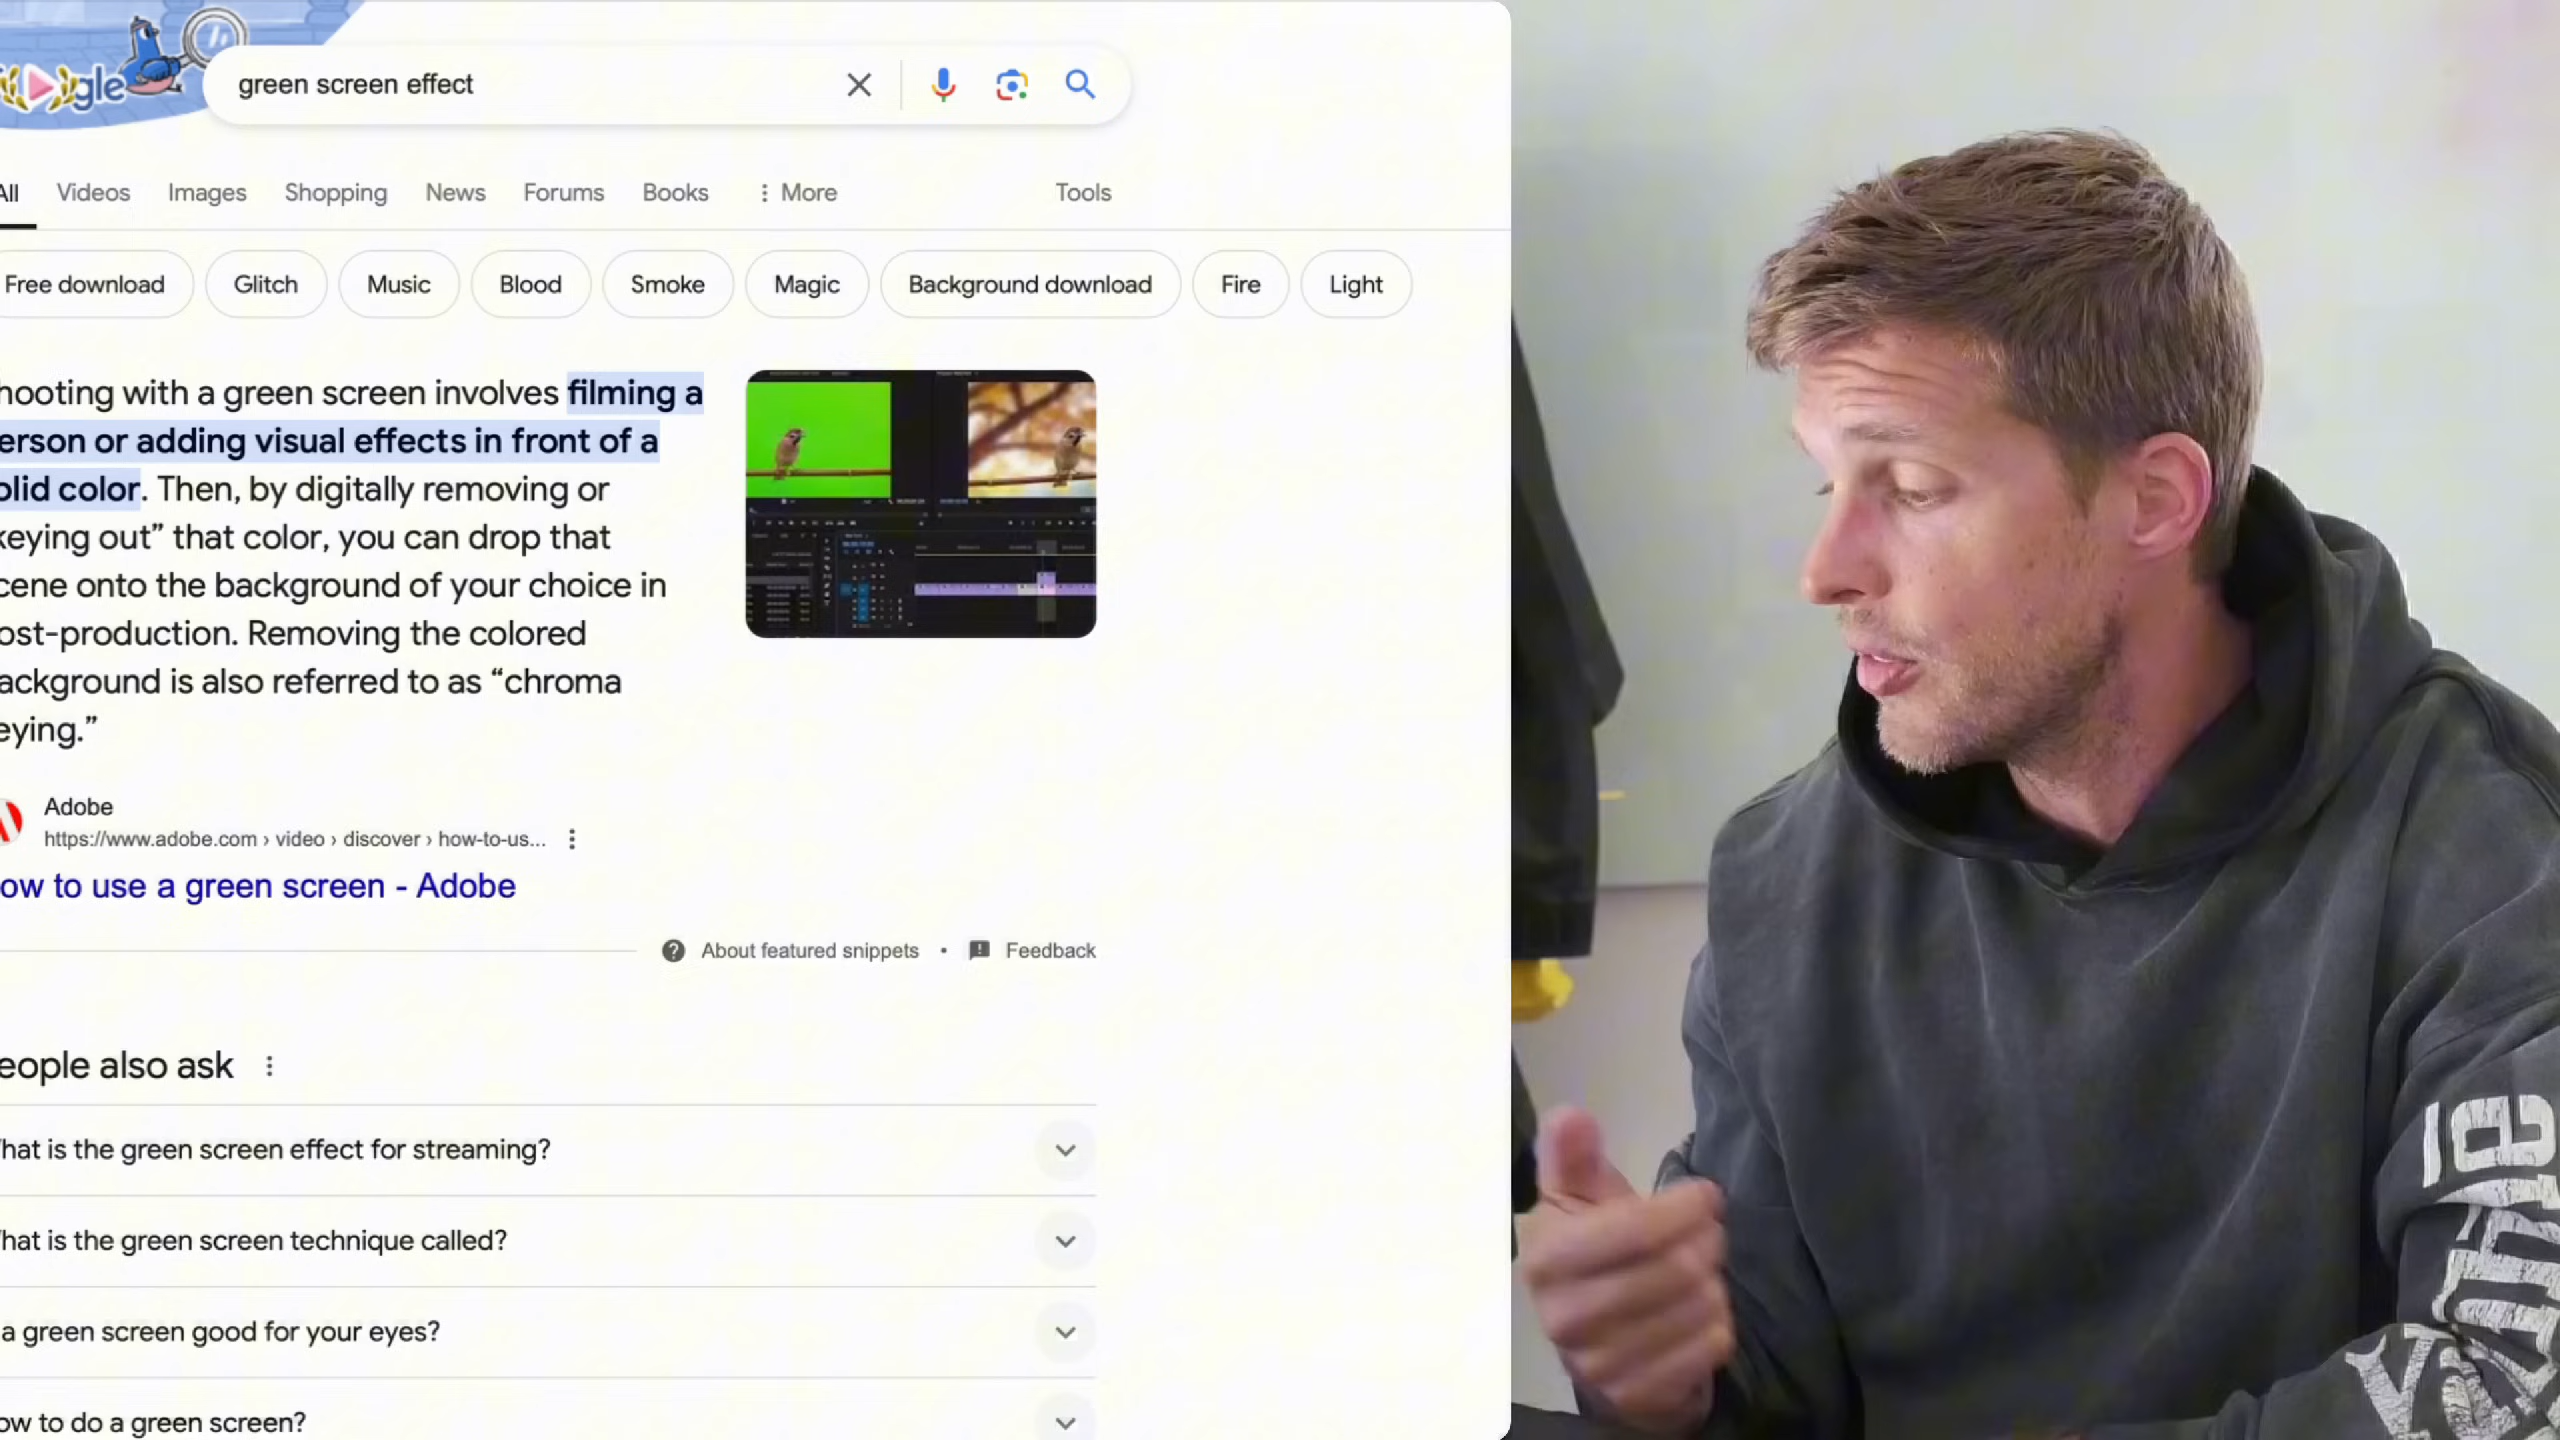 gle
green screen effect
All Videos Images Shopping News Forums Books More Tools
Free download Glitch Music Blood Smoke Magic Background download Fire Light
hooting with a green screen involves filming a
erson or adding visual effects in front of a
olid color. Then, by digitally removing or
keying out” that color, you can drop that
cene onto the background of your choice in
ost-production. Removing the colored
ackground is also referred to as “chroma
eying.”
Adobe
https://www.adobe.com › video › discover › how-to-us...
ow to use a green screen - Adobe
About featured snippets • Feedback
eople also ask
hat is the green screen effect for streaming?
hat is the green screen technique called?
a green screen good for your eyes?
ow to do a green screen?